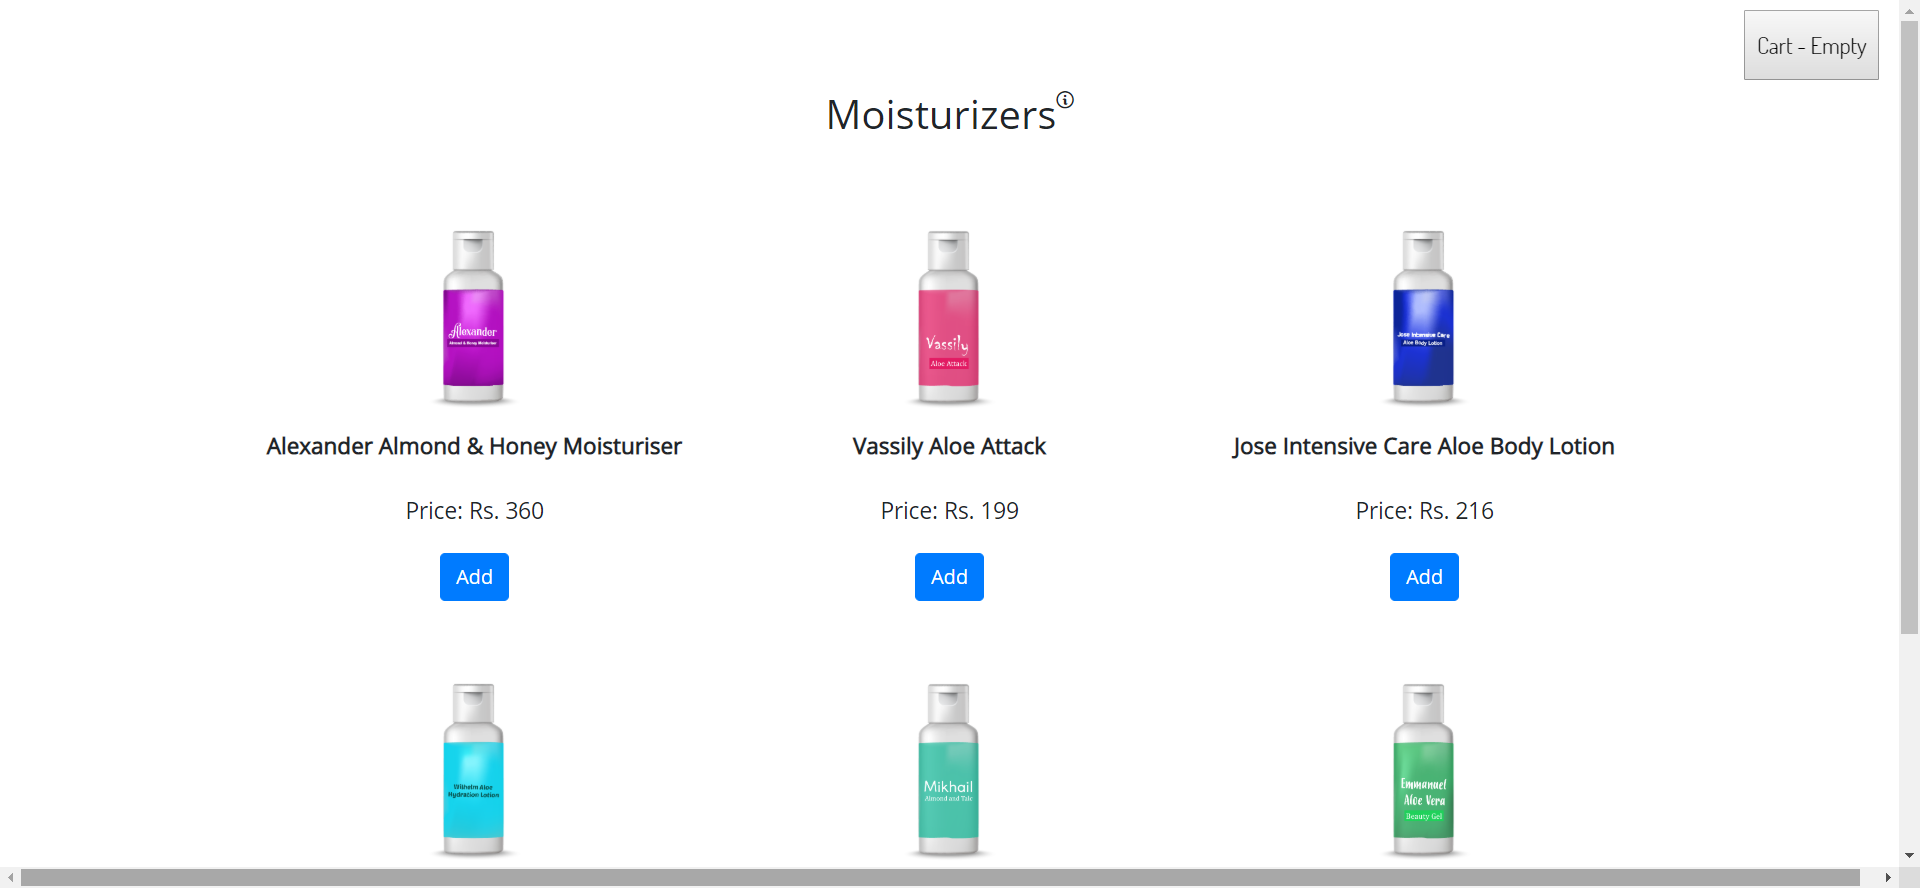 Cart - Empty
Moisturizers
Alexander
Almond & Honey Moisturiser
Vassily
Aloe Attack
Jose Intensive Care
Aloe Body Lotion
Alexander Almond & Honey Moisturiser
Vassily Aloe Attack
Jose Intensive Care Aloe Body Lotion
Price: Rs. 360
Price: Rs. 199
Price: Rs. 216
Add
Add
Add
Wilhelm Aloe
Hydration Lotion
Mikhail
Almond and Talc
Emmanuel
Aloe Vera
Beauty Gel